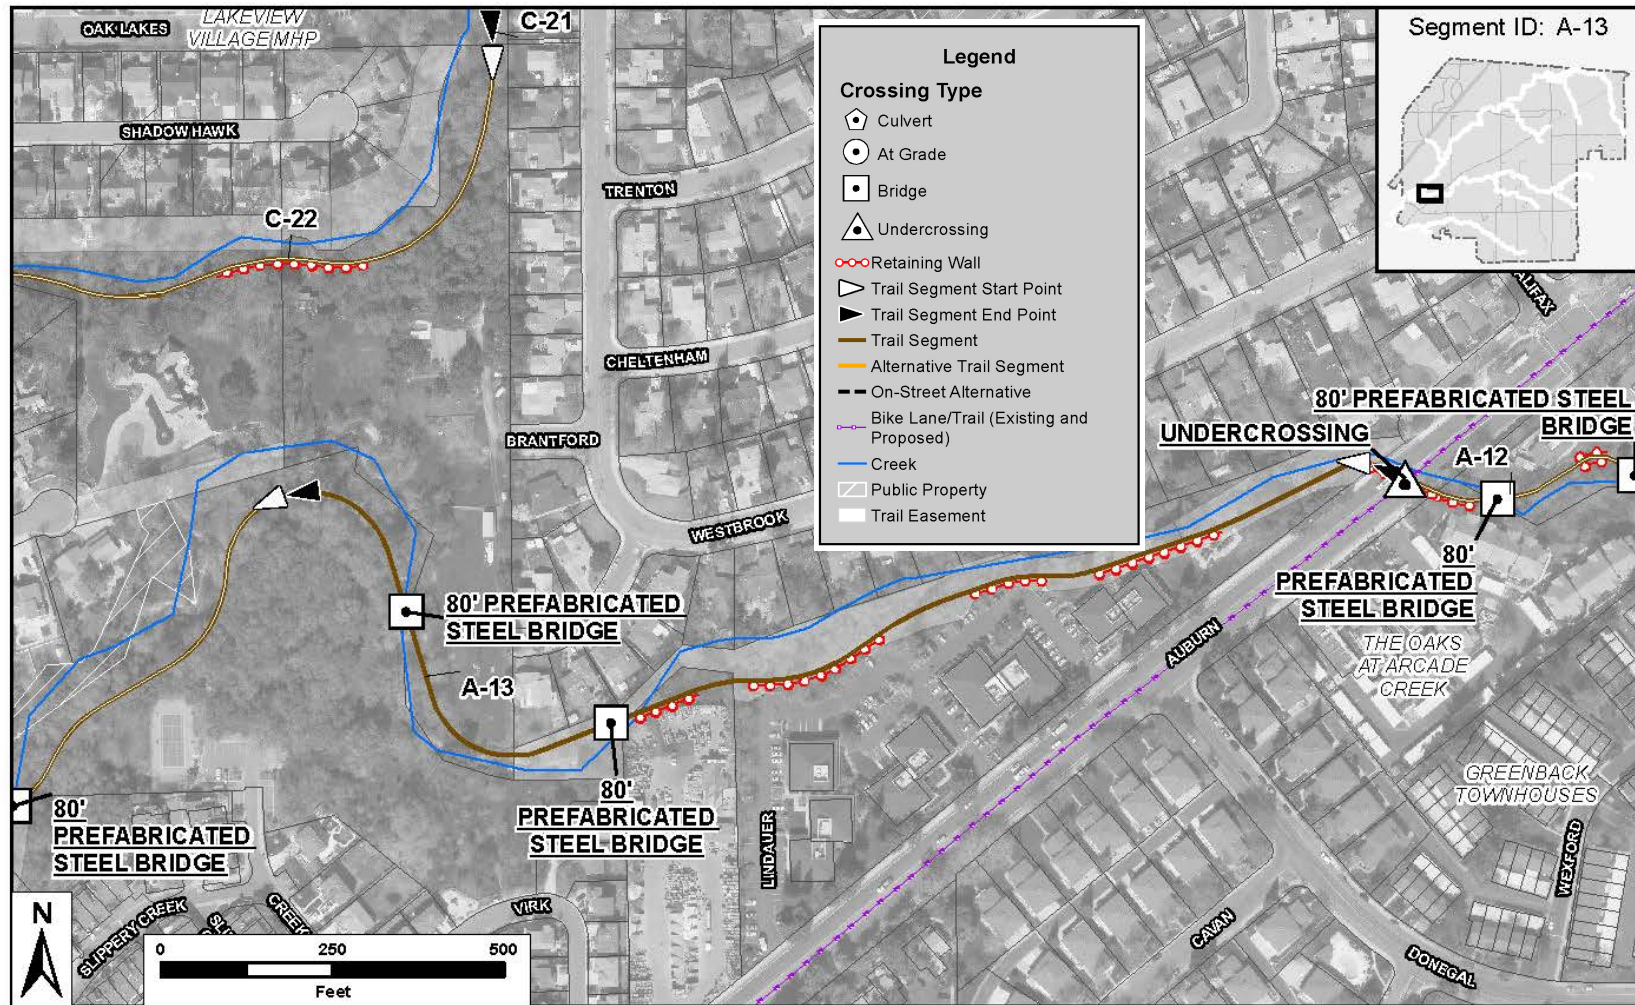 OAK LAKES
LAKEVIEW
VILLAGE MHP
C-21
SHADOW HAWK
C-22
TRENTON
CHELTENHAM
BRANTFORD
WESTBROOK
Legend
Crossing Type
Culvert
At Grade
Bridge
Undercrossing
Retaining Wall
Trail Segment Start Point
Trail Segment End Point
Trail Segment
Alternative Trail Segment
On-Street Alternative
Bike Lane/Trail (Existing and
Proposed)
Creek
Public Property
Trail Easement
Segment ID: A-13
80' PREFABRICATED STEEL
BRIDGE
UNDERCROSSING
A-12
80'
PREFABRICATED
STEEL BRIDGE
THE OAKS
AT ARCADE
CREEK
AUBURN
80' PREFABRICATED
STEEL BRIDGE
A-13
80'
PREFABRICATED
STEEL BRIDGE
80'
PREFABRICATED
STEEL BRIDGE
LINDAUER
GREENBACK
TOWNHOUSES
WEXFORD
CAVAN
DONEGAL
VIRK
SLIPPERY CREEK
CREEK
N
0 250 500
Feet